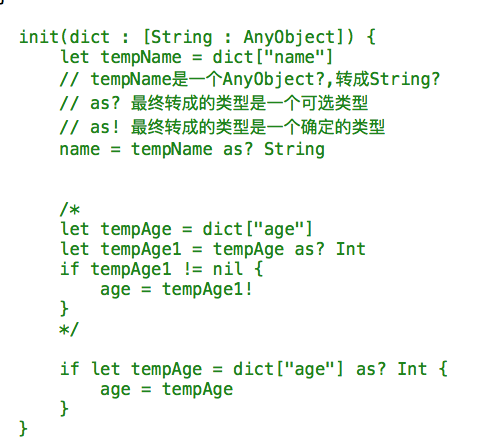 init(dict : [String : AnyObject]) {
    let tempName = dict["name"]
    // tempName是一个AnyObject?,转成String?
    // as? 最终转成的类型是一个可选类型
    // as! 最终转成的类型是一个确定的类型
    name = tempName as? String
    /*
    let tempAge = dict["age"]
    let tempAge1 = tempAge as? Int
    if tempAge1 != nil {
        age = tempAge1!
    }
    */
    if let tempAge = dict["age"] as? Int {
        age = tempAge
    }
}